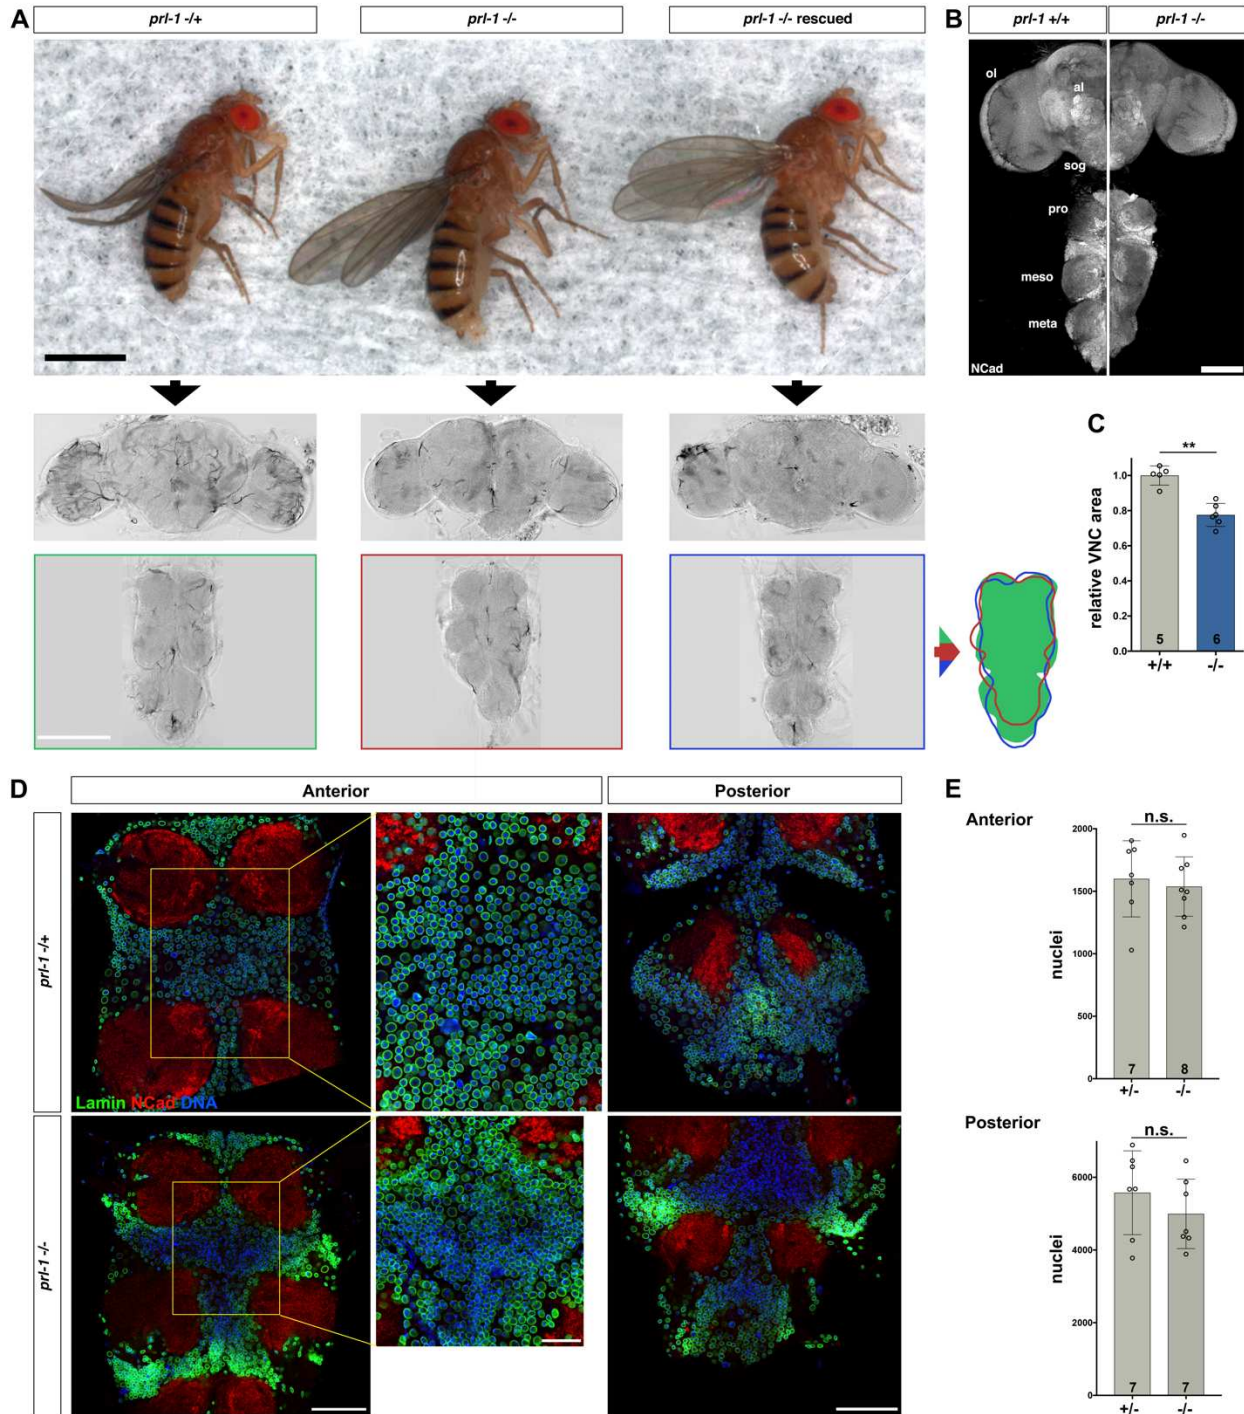 A
prl-1 -/+
prl-1 -/-
prl-1 -/- rescued
B
prl-1 +/+
prl-1 -/-
ol
al
sog
pro
meso
meta
NCad
C
**
relative VNC area
1.0
0.8
0.6
0.4
0.2
0.0
5
6
+/+
-/-
D
Anterior
Posterior
prl-1 -/+
Lamin NCad DNA
prl-1 -/-
E
Anterior
n.s.
nuclei
2000
1500
1000
500
0
7
8
+/-
-/-
Posterior
n.s.
nuclei
6000
4000
2000
0
7
7
+/-
-/-